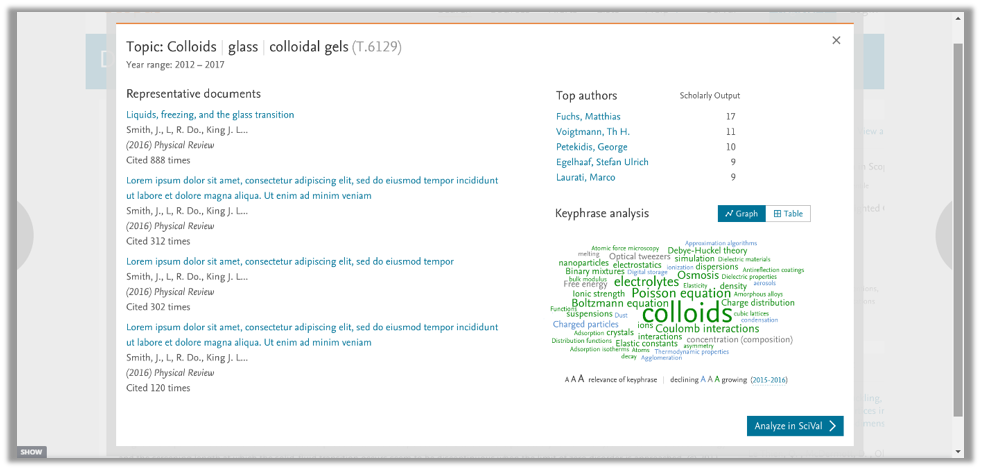 Topic: Colloids | glass | colloidal gels (T.6129)
Year range: 2012 – 2017
Representative documents
Liquids, freezing, and the glass transition
Smith, J., L, R. Do., King J. L...
(2016) Physical Review
Cited 888 times
Lorem ipsum dolor sit amet, consectetur adipiscing elit, sed do eiusmod tempor incididunt
ut labore et dolore magna aliqua. Ut enim ad minim veniam
Smith, J., L, R. Do., King J. L...
(2016) Physical Review
Cited 312 times
Lorem ipsum dolor sit amet, consectetur adipiscing elit, sed do eiusmod tempor
Smith, J., L, R. Do., King J. L...
(2016) Physical Review
Cited 302 times
Lorem ipsum dolor sit amet, consectetur adipiscing elit, sed do eiusmod tempor incididunt
ut labore et dolore magna aliqua. Ut enim ad minim veniam
Smith, J., L, R. Do., King J. L...
(2016) Physical Review
Cited 120 times
Top authors Scholarly Output
Fuchs, Matthias 17
Voigtmann, Th H. 11
Petekidis, George 10
Egelhaaf, Stefan Ulrich 9
Laurati, Marco 9
Keyphrase analysis Graph Table
Approximation algorithms
Atomic force microscopy Debye-Huckel theory
melting Optical tweezers simulation Dielectric materials
nanoparticles electrostatics ionization dispersions Antireflection coatings
Binary mixtures Digital storage Osmosis Dielectric properties
bulk modulus electrolytes Elasticity density aerosols
Free energy
Ionic strength Poisson equation Amorphous alloys
Boltzmann equation Charge distribution
Functions suspensions Dust colloids cubic lattices
condensation
Charged particles ions Coulomb interactions
Adsorption crystals interactions concentration (composition)
Distribution functions Elastic constants asymmetry
Adsorption isotherms Atoms Thermodynamic properties
decay Agglomeration
A A A relevance of keyphrase | declining A A A growing (2015-2016)
Analyze in SciVal
SHOW